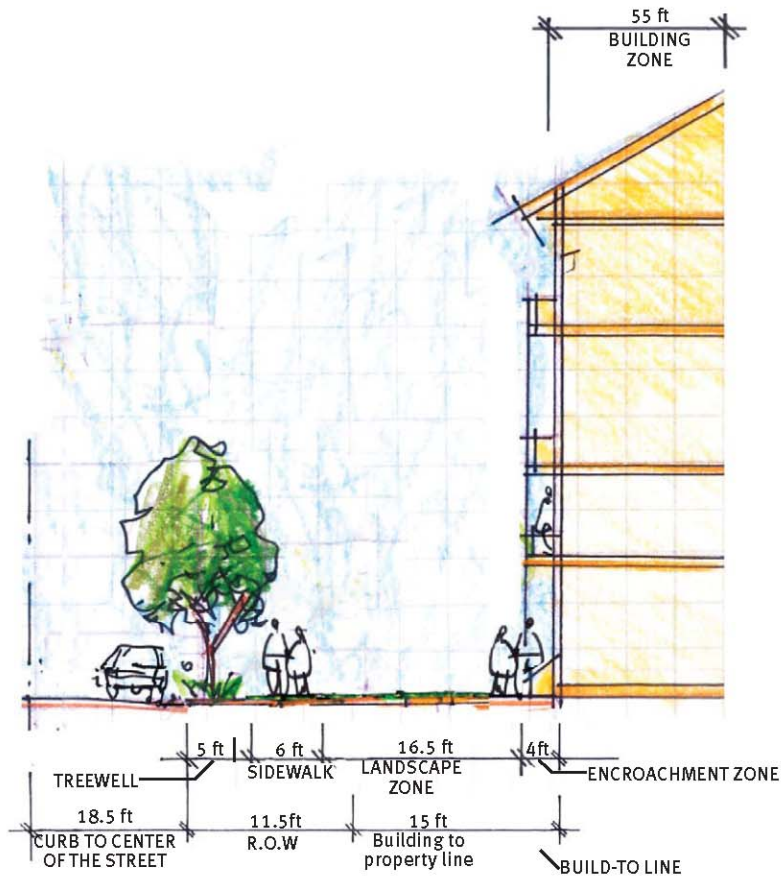 55 ft
BUILDING
ZONE
5 ft
6 ft
16.5 ft
4ft
TREEWELL
SIDEWALK
LANDSCAPE
ZONE
ENCROACHMENT ZONE
18.5 ft
11.5ft
15 ft
CURB TO CENTER
OF THE STREET
R.O.W
Building to
property line
BUILD-TO LINE